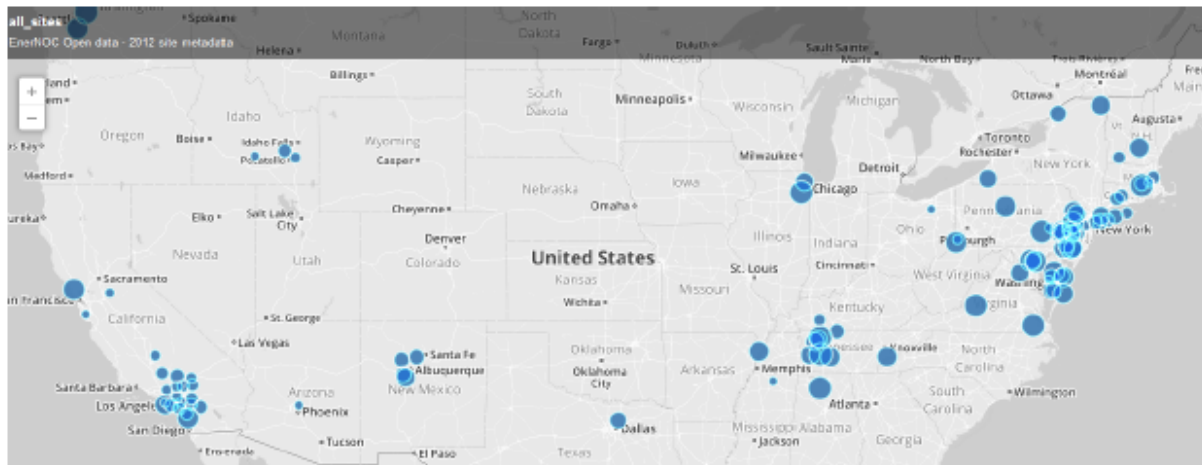 all_sites
EnerNOC Open data - 2012 site metadatta
Spokane
Montana
North
Dakota
Fargo
Duluth
Minnesota
Sault Sainte
Marie
North Bay
Trois-Rivières
Montréal
Helena
Billings
+
−
Ottawa
Oregon
Idaho
Boise
South
Dakota
Minneapolis
Wisconsin
Michigan
Augusta
Idaho Falls
Pocatello
Wyoming
Casper
Milwaukee
Toronto
Rochester
Detroit
New York
Medford
Chicago
Nebraska
Iowa
Omaha
Elko
Salt Lake
City
Cheyenne
Pennsylvania
New York
Nevada
Utah
Denver
Colorado
United States
Kansas
Illinois
Indiana
Ohio
Cincinnati
St. Louis
Missouri
West Virginia
Sacramento
Wichita
Kentucky
California
St. George
Las Vegas
Santa Fe
Albuquerque
New Mexico
Oklahoma
Oklahoma
City
Arkansas
Memphis
Knoxville
North
Carolina
Santa Barbara
Arizona
Phoenix
South
Carolina
Wilmington
Atlanta
San Diego
Tucson
Dallas
Mississippi
Alabama
Jackson
Georgia
Ensenada
El Paso
Texas